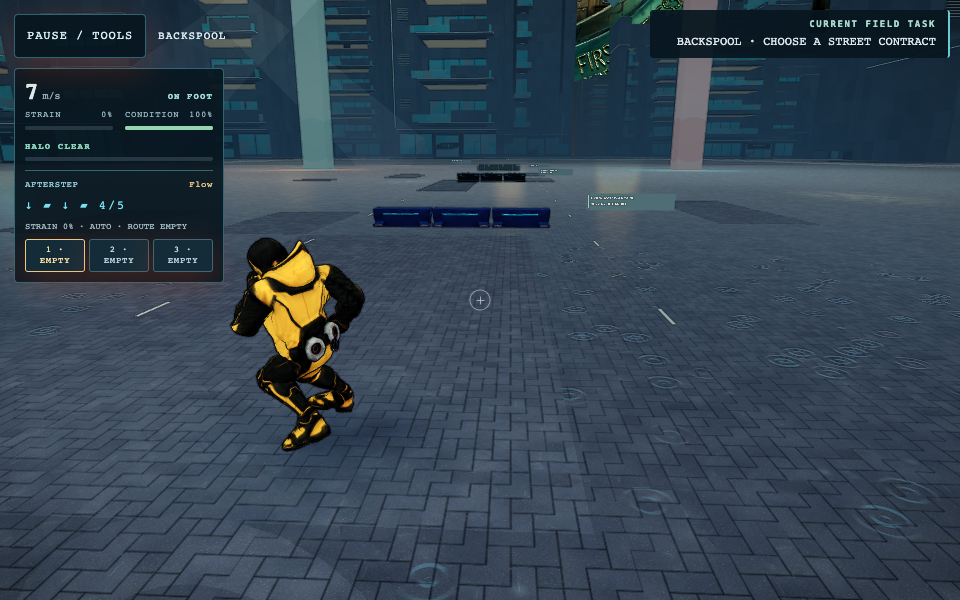 PAUSE / TOOLS
BACKSPOOL
CURRENT FIELD TASK
BACKSPOOL · CHOOSE A STREET CONTRACT
7 m/s
ON FOOT
STRAIN 0%
CONDITION 100%
HALO CLEAR
AFTERSTEP
Flow
↓ ▰ ↓ ▰ 4/5
STRAIN 0% · AUTO · ROUTE EMPTY
1 · EMPTY
2 · EMPTY
3 · EMPTY
FIRS